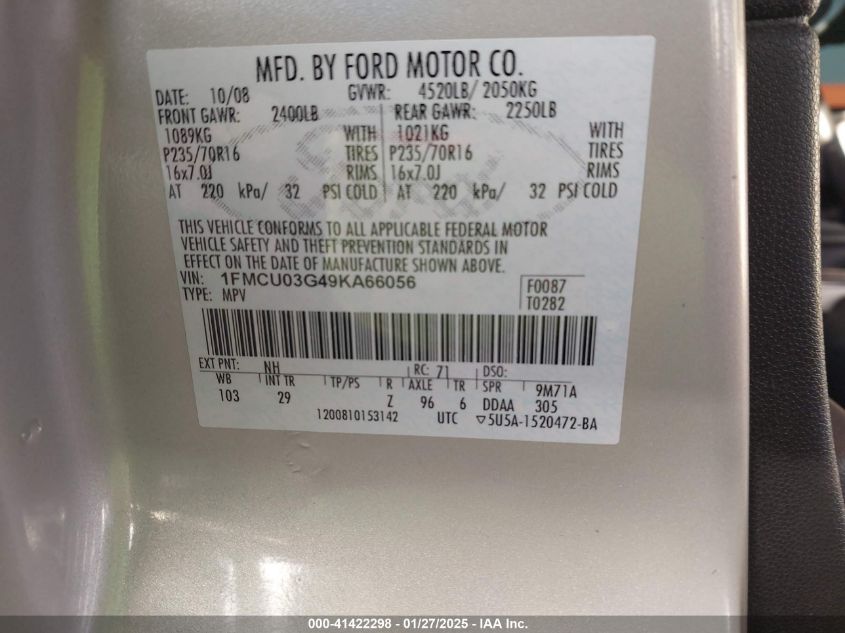 MFD. BY FORD MOTOR CO.
DATE: 10/08 GVWR: 4520LB/ 2050KG
FRONT GAWR: 2400LB REAR GAWR: 2250LB
1089KG WITH 1021KG WITH
P235/70R16 TIRES P235/70R16 TIRES
16x7.0J RIMS 16x7.0J RIMS
AT 220 kPa/ 32 PSI COLD AT 220 kPa/ 32 PSI COLD
THIS VEHICLE CONFORMS TO ALL APPLICABLE FEDERAL MOTOR
VEHICLE SAFETY AND THEFT PREVENTION STANDARDS IN
EFFECT ON THE DATE OF MANUFACTURE SHOWN ABOVE.
VIN: 1FMCU03G49KA66056 F0087
TYPE: MPV T0282
EXT PNT: NH RC: 71 DSO:
WB INT TR TP/PS R AXLE TR SPR 9M71A
103 29 Z 96 6 DDAA 305
1200810153142 UTC ▽5U5A-1520472-BA
000-41422298 - 01/27/2025 - IAA Inc.